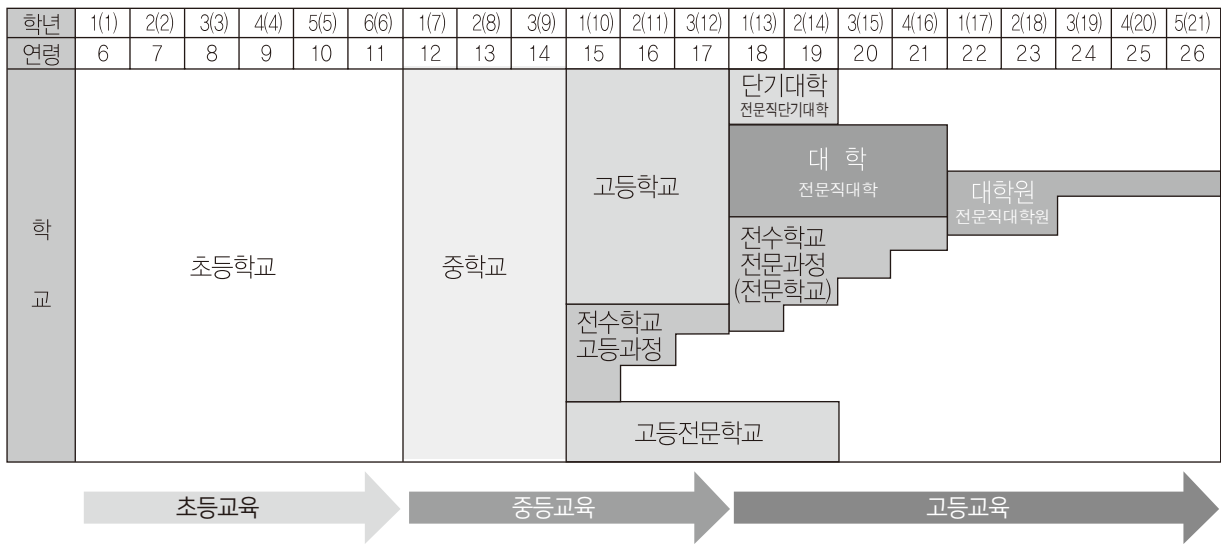 학년 1(1) 2(2) 3(3) 4(4) 5(5) 6(6) 1(7) 2(8) 3(9) 1(10) 2(11) 3(12) 1(13) 2(14) 3(15) 4(16) 1(17) 2(18) 3(19) 4(20) 5(21)
연령 6 7 8 9 10 11 12 13 14 15 16 17 18 19 20 21 22 23 24 25 26
학
교
초등학교
중학교
고등학교
전수학교
고등과정
고등전문학교
단기대학
전문직단기대학
대 학
전문직대학
전수학교
전문과정
(전문학교)
대학원
전문직대학원
초등교육
중등교육
고등교육